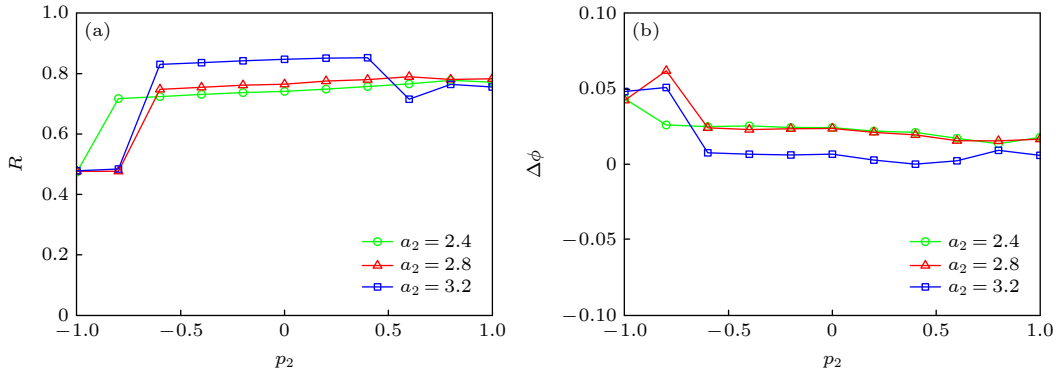 (a)
R
1.0
0.8
0.6
0.4
0.2
0
−1.0 −0.5 0 0.5 1.0
p₂
a₂ = 2.4
a₂ = 2.8
a₂ = 3.2
(b)
Δϕ
0.10
0.05
0
−0.05
−0.10
−1.0 −0.5 0 0.5 1.0
p₂
a₂ = 2.4
a₂ = 2.8
a₂ = 3.2